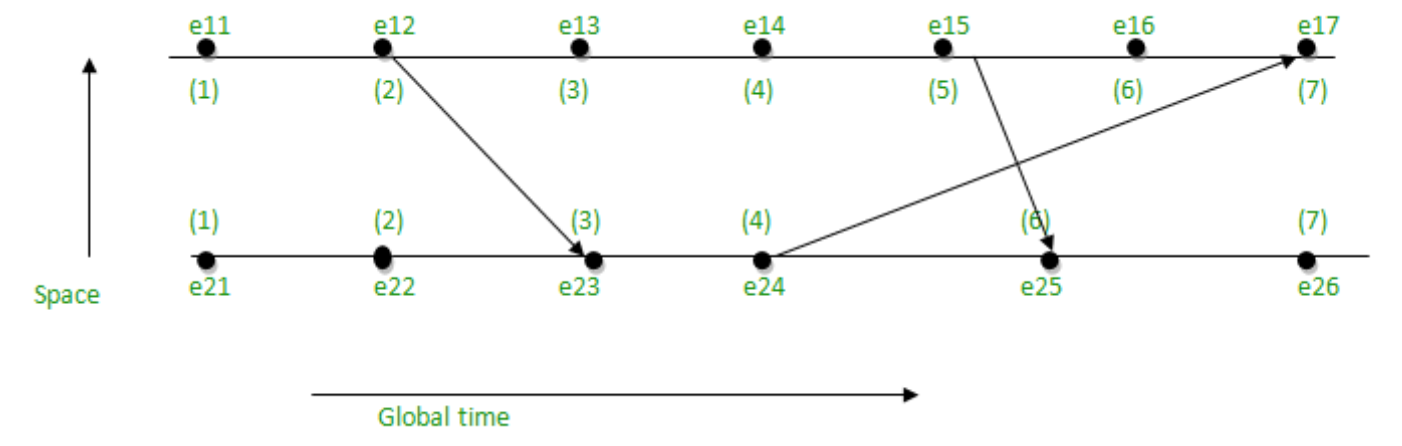 e11 e12 e13 e14 e15 e16 e17
(1) (2) (3) (4) (5) (6) (7)
(1) (2) (3) (4) (6) (7)
e21 e22 e23 e24 e25 e26
Space
Global time